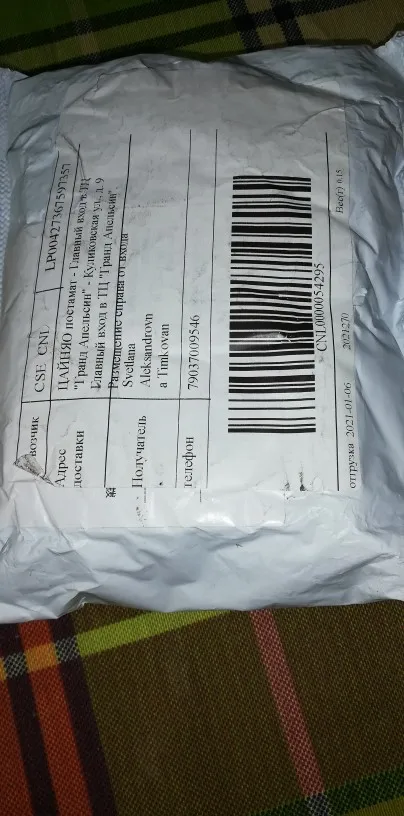 возчик CSE CNL LP00427367597357
Адрес
доставки
ЦАЙНЯО постамат - Главный вход в ТЦ
"Гранд Апельсин" - Куликовская ул., д. 9
Главный вход в ТЦ "Гранд Апельсин".
Размещение справа от входа
Получатель
Svetlana
Aleksandrovn
a Timkovan
телефон 79037009546
CNL0000054295
отгрузка 2021-01-06 2021270 Вес(г) 0.15